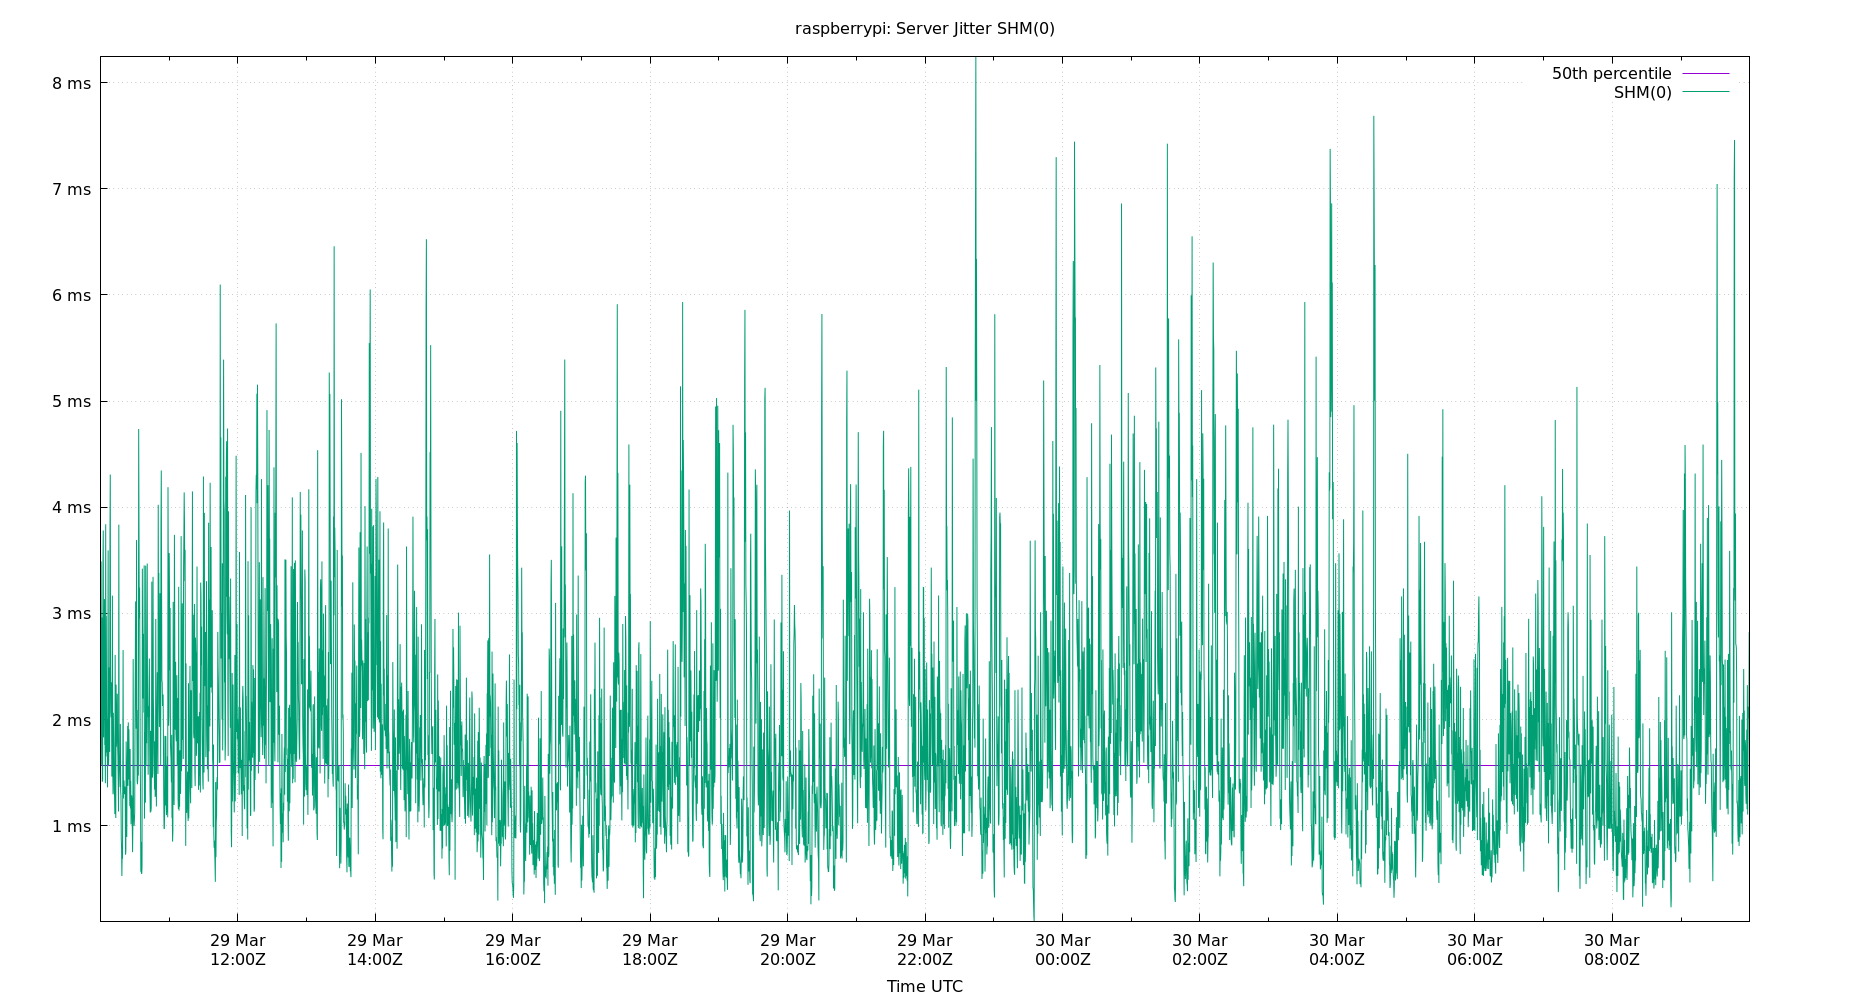 raspberrypi: Server Jitter SHM(0)
50th percentile
SHM(0)
8 ms
7 ms
6 ms
5 ms
4 ms
3 ms
2 ms
1 ms
29 Mar 29 Mar 29 Mar 29 Mar 29 Mar 29 Mar 30 Mar 30 Mar 30 Mar 30 Mar 30 Mar
12:00Z 14:00Z 16:00Z 18:00Z 20:00Z 22:00Z 00:00Z 02:00Z 04:00Z 06:00Z 08:00Z
Time UTC